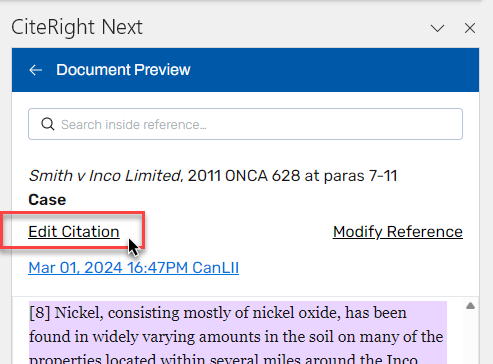 CiteRight Next
Document Preview
Search inside reference...
Smith v Inco Limited, 2011 ONCA 628 at paras 7-11
Case
Edit Citation
Modify Reference
Mar 01, 2024 16:47PM CanLII
[8] Nickel, consisting mostly of nickel oxide, has been
found in widely varying amounts in the soil on many of the
properties located within several miles around the Inco